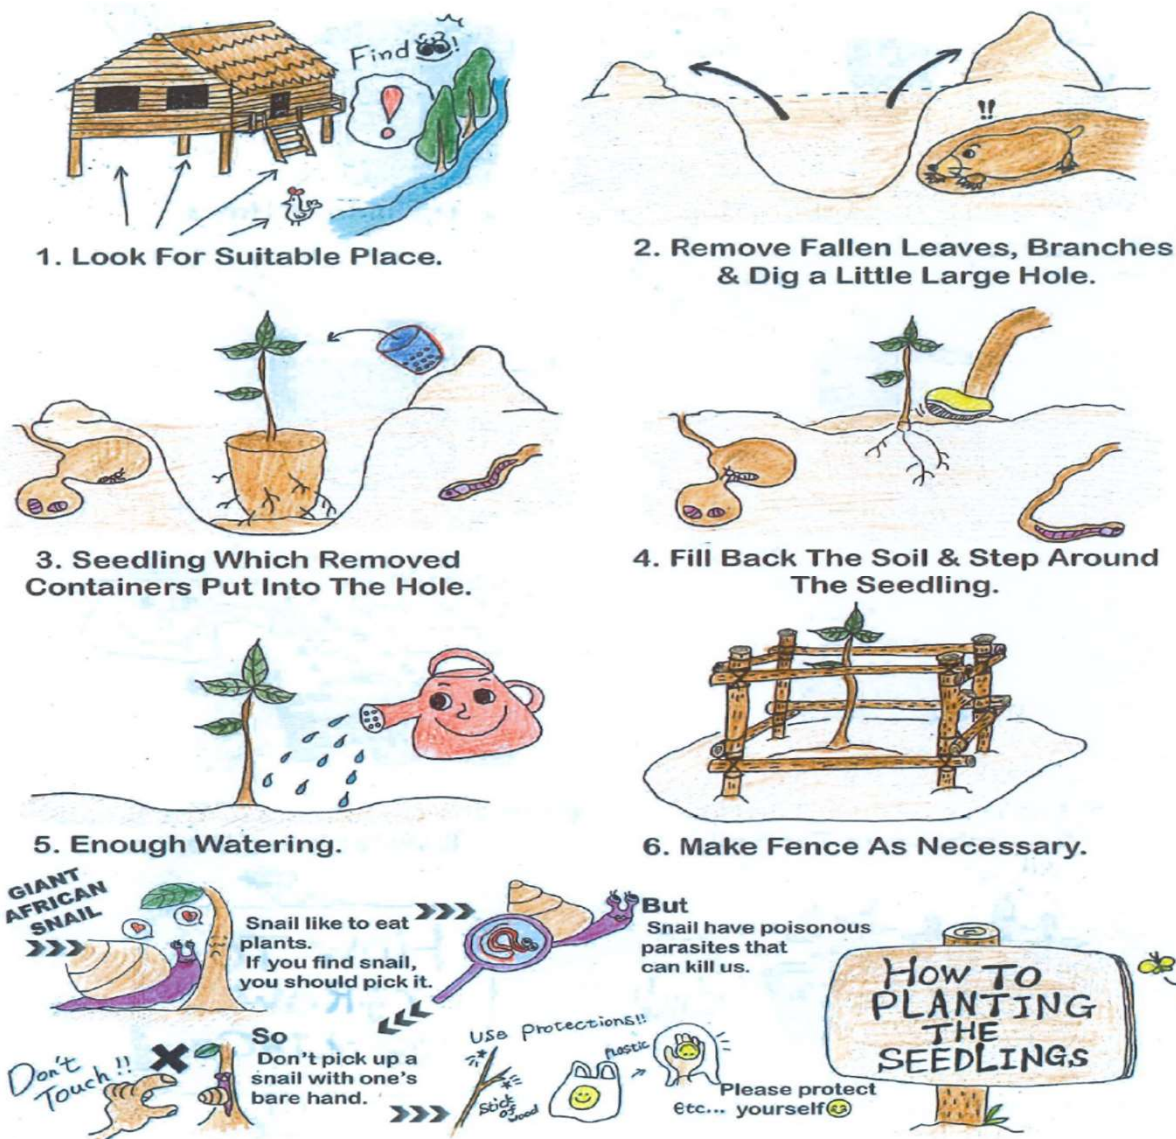 Find !
1. Look For Suitable Place.
!!
2. Remove Fallen Leaves, Branches
& Dig a Little Large Hole.
3. Seedling Which Removed
Containers Put Into The Hole.
4. Fill Back The Soil & Step Around
The Seedling.
5. Enough Watering.
6. Make Fence As Necessary.
GIANT
AFRICAN
SNAIL
Snail like to eat
plants.
If you find snail,
you should pick it.
But
Snail have poisonous
parasites that
can kill us.
So
Don't pick up a
snail with one's
bare hand.
Don't
Touch!!
Use Protections!!
Stick
of
wood
Plastic
etc...
Please protect
yourself
HOW TO
PLANTING
THE
SEEDLINGS